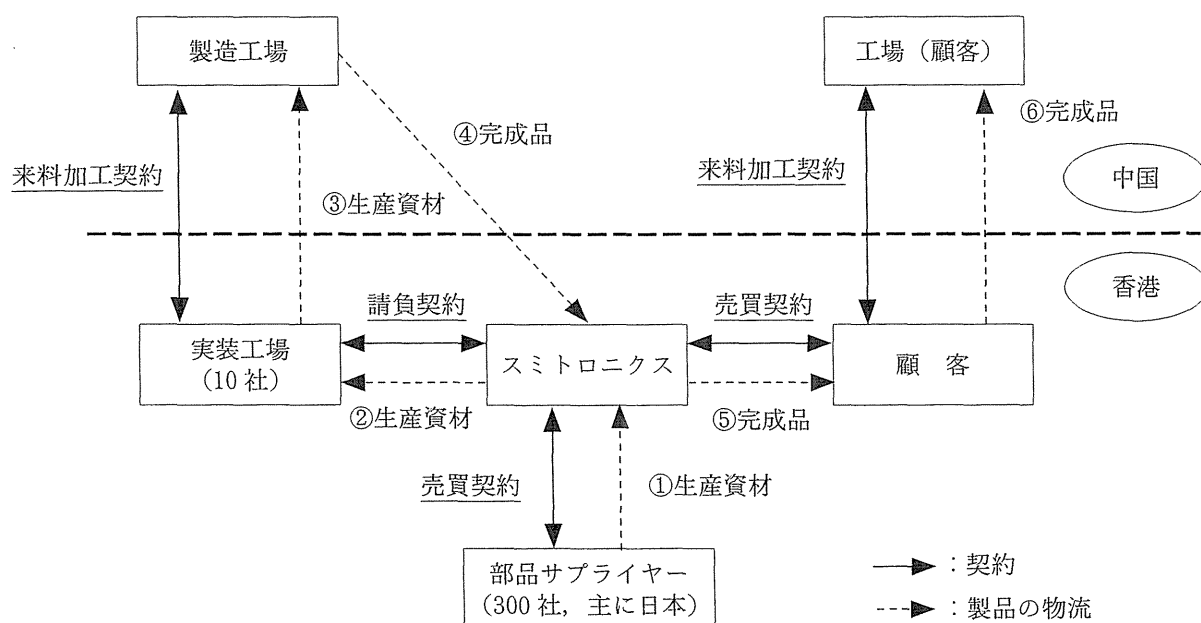 製造工場
工場（顧客）
④完成品
⑥完成品
来料加工契約
来料加工契約
中国
③生産資材
香港
請負契約
売買契約
実装工場
(10社)
スミトロニクス
顧　客
②生産資材
⑤完成品
売買契約
①生産資材
部品サプライヤー
(300社，主に日本)
：契約
：製品の物流